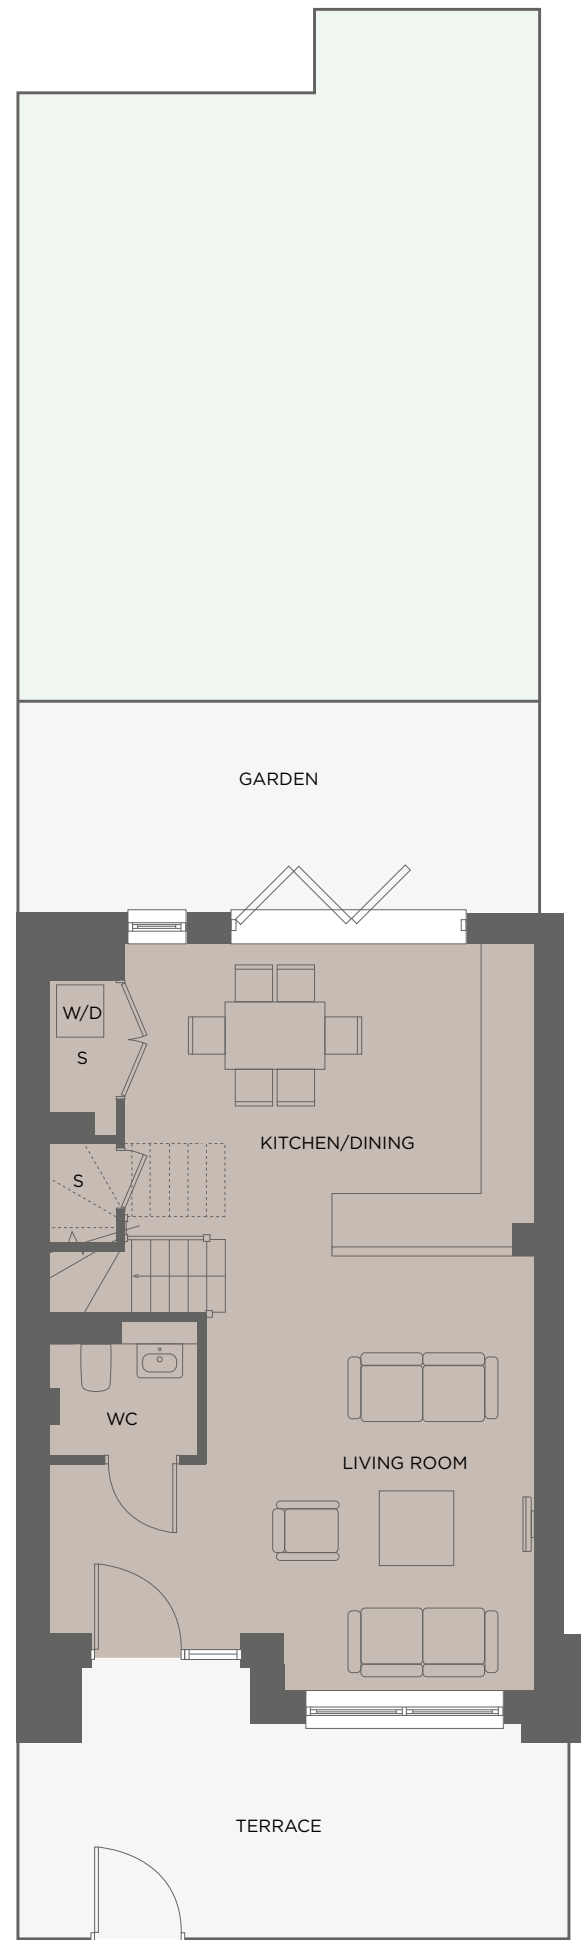 GARDEN
W/D
S
KITCHEN/DINING
S
WC
LIVING ROOM
TERRACE